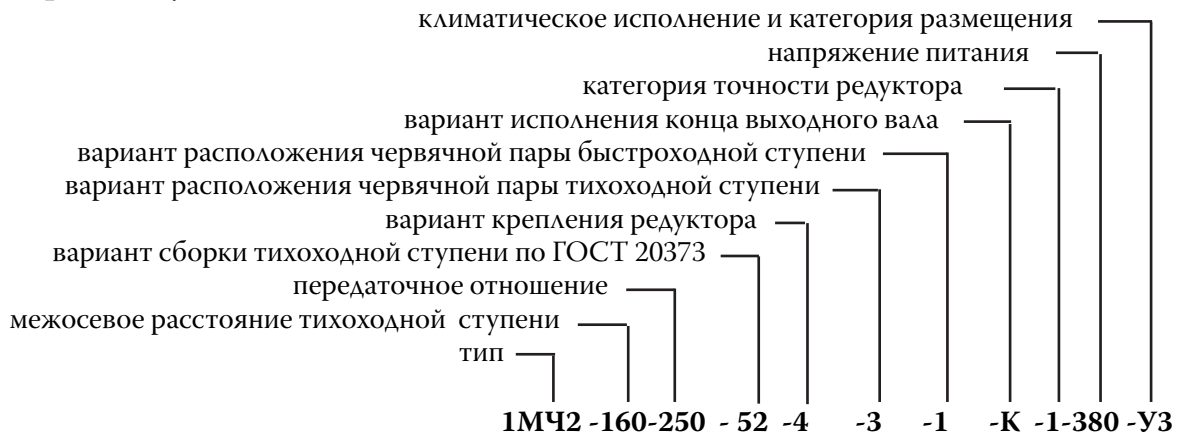 климатическое исполнение и категория размещения
напряжение питания
категория точности редуктора
вариант исполнения конца выходного вала
вариант расположения червячной пары быстроходной ступени
вариант расположения червячной пары тихоходной ступени
вариант крепления редуктора
вариант сборки тихоходной ступени по ГОСТ 20373
передаточное отношение
межосевое расстояние тихоходной ступени
тип
1МЧ2 -160-250 - 52 -4 -3 -1 -К -1-380 -У3